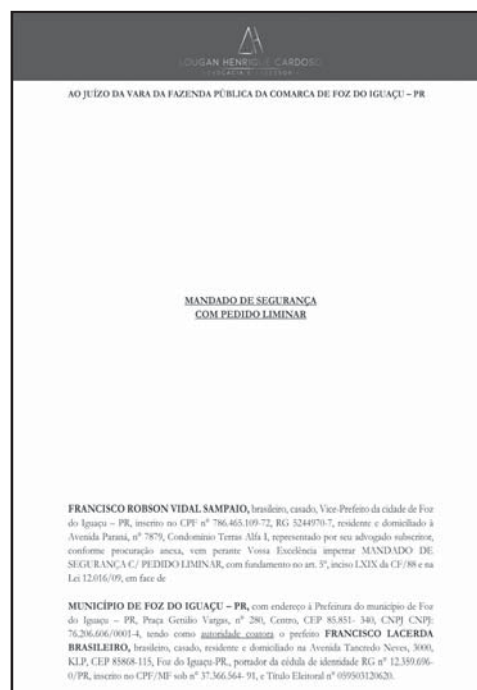 LOUGAN HENRIQUE CARDOSO
ADVOCACIA E ASSESSORIA
AO JUÍZO DA VARA DA FAZENDA PÚBLICA DA COMARCA DE FOZ DO IGUAÇU – PR
MANDADO DE SEGURANÇA
COM PEDIDO LIMINAR
FRANCISCO ROBSON VIDAL SAMPAIO, brasileiro, casado, Vice-Prefeito da cidade de Foz
do Iguaçu – PR, inscrito no CPF nº 786.465.109-72, RG 5244970-7, residente e domiciliado à
Avenida Paraná, nº 7879, Condomínio Terras Alfa I, representado por seu advogado subscritor,
conforme procuração anexa, vem perante Vossa Excelência impetrar MANDADO DE
SEGURANÇA C/ PEDIDO LIMINAR, com fundamento no art. 5º, inciso LXIX da CF/88 e na
Lei 12.016/09, em face de
MUNICÍPIO DE FOZ DO IGUAÇU – PR, com endereço à Prefeitura do município de Foz
do Iguaçu – PR, Praça Getúlio Vargas, nº 280, Centro, CEP 85.851- 340, CNPJ CNPJ:
76.206.606/0001-4, tendo como autoridade coatora o prefeito FRANCISCO LACERDA
BRASILEIRO, brasileiro, casado, residente e domiciliado na Avenida Tancredo Neves, 3000,
KLP, CEP 85868-115, Foz do Iguaçu-PR., portador da cédula de identidade RG nº 12.359.696-
0/PR, inscrito no CPF/MF sob nº 37.366.564- 91, e Título Eleitoral nº 059503120620.